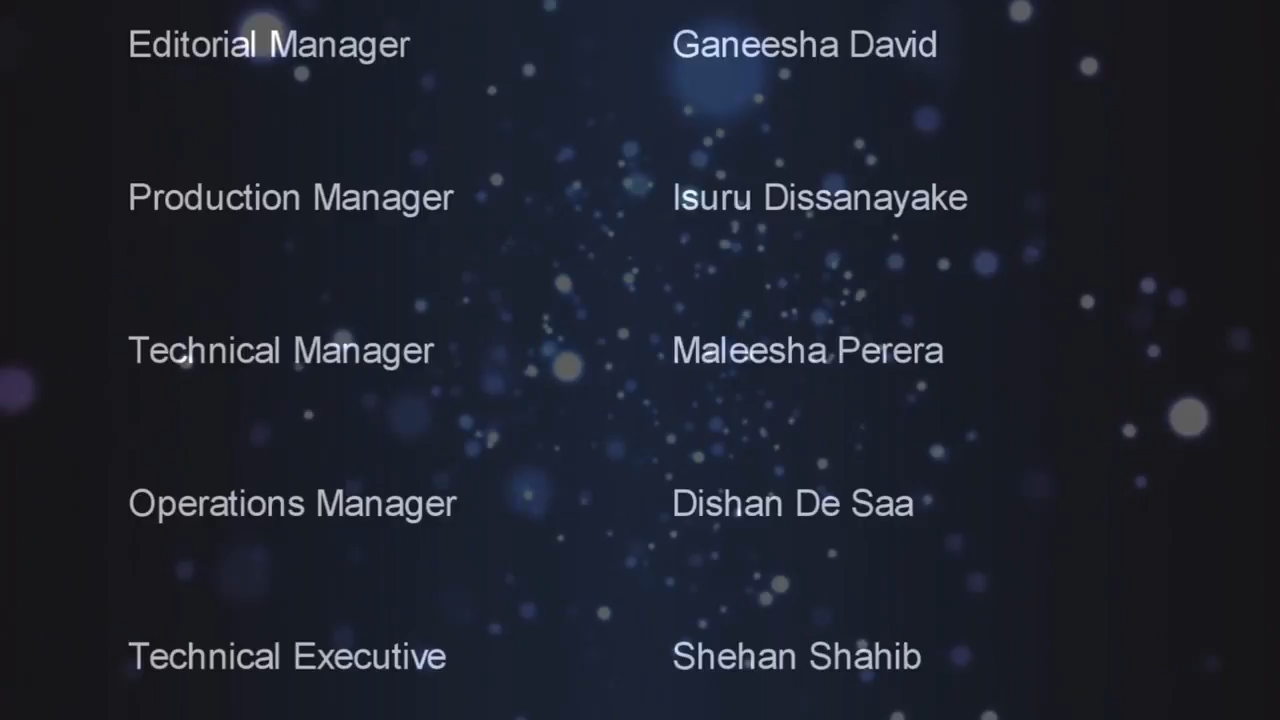 Editorial Manager Ganeesha David
Production Manager Isuru Dissanayake
Technical Manager Maleesha Perera
Operations Manager Dishan De Saa
Technical Executive Shehan Shahib